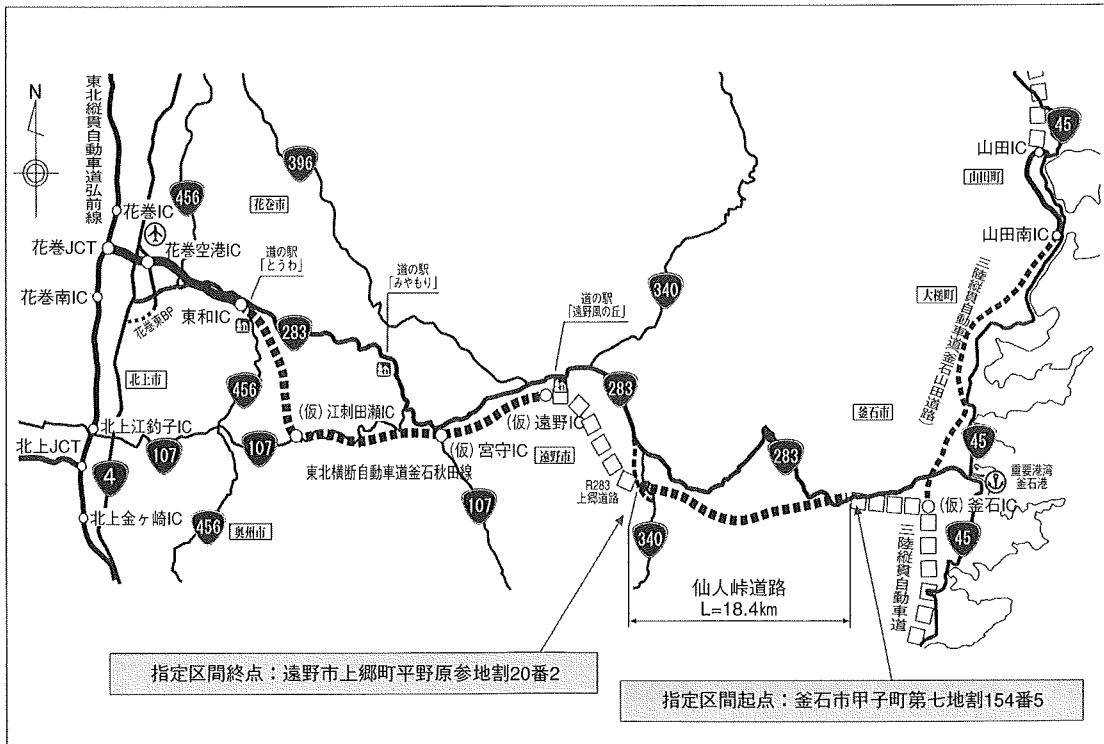 N
東北縦貫自動車道弘前線
花巻IC
花巻JCT
花巻空港IC
花巻南IC
456
花巻市
396
道の駅
「とうわ」
道の駅
「みやもり」
道の駅
「遠野風の丘」
340
45
山田IC
山田町
山田南IC
大槌町
三陸縦貫自動車道(釜石山田道路)
花巻東BP
東和IC
283
北上市
456
283
(仮) 江刺田瀬IC
(仮) 遠野IC
釜石市
北上江釣子IC
107
107
(仮) 宮守IC
遠野市
283
45
重要港湾
釜石港
北上JCT
4
東北横断自動車道釜石秋田線
R283
上郷道路
(仮) 釜石IC
北上金ヶ崎IC
456
奥州市
107
340
45
三陸縦貫自動車道
仙人峠道路
L=18.4km
指定区間終点：遠野市上郷町平野原参地割20番2
指定区間起点：釜石市甲子町第七地割154番5